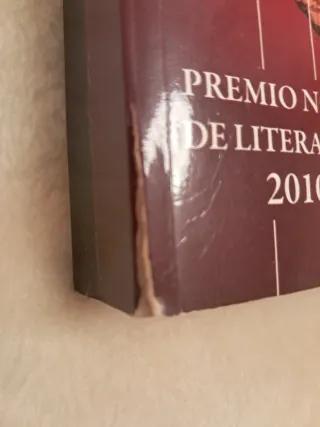 PREMIO N
DE LITERA
2010